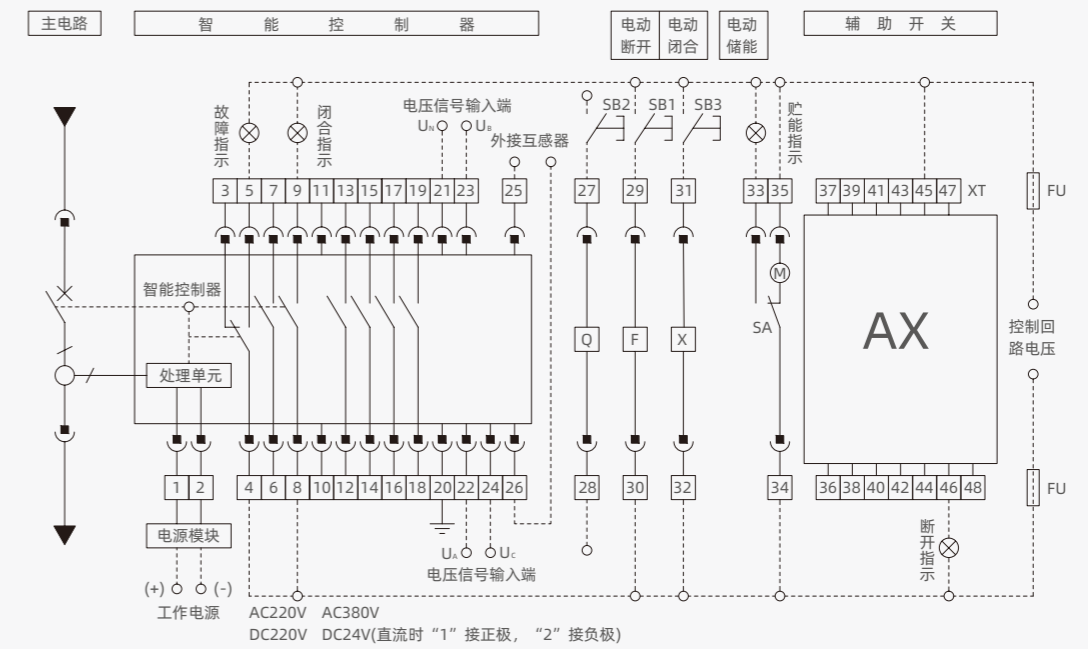 主电路
智能控制器
电动断开
电动闭合
电动储能
辅助开关
故障指示
闭合指示
电压信号输入端
UN UB
外接互感器
SB2 SB1 SB3
贮能指示
3 5 7 9 11 13 15 17 19 21 23 25 27 29 31 33 35 37 39 41 43 45 47 XT
FU
智能控制器
M
SA
Q F X
AX
控制回
路电压
处理单元
1 2 4 6 8 10 12 14 16 18 20 22 24 26 28 30 32 34 36 38 40 42 44 46 48
FU
电源模块
断开指示
UA UC
电压信号输入端
(+) (-)
工作电源
AC220V AC380V
DC220V DC24V(直流时“1”接正极，“2”接负极)